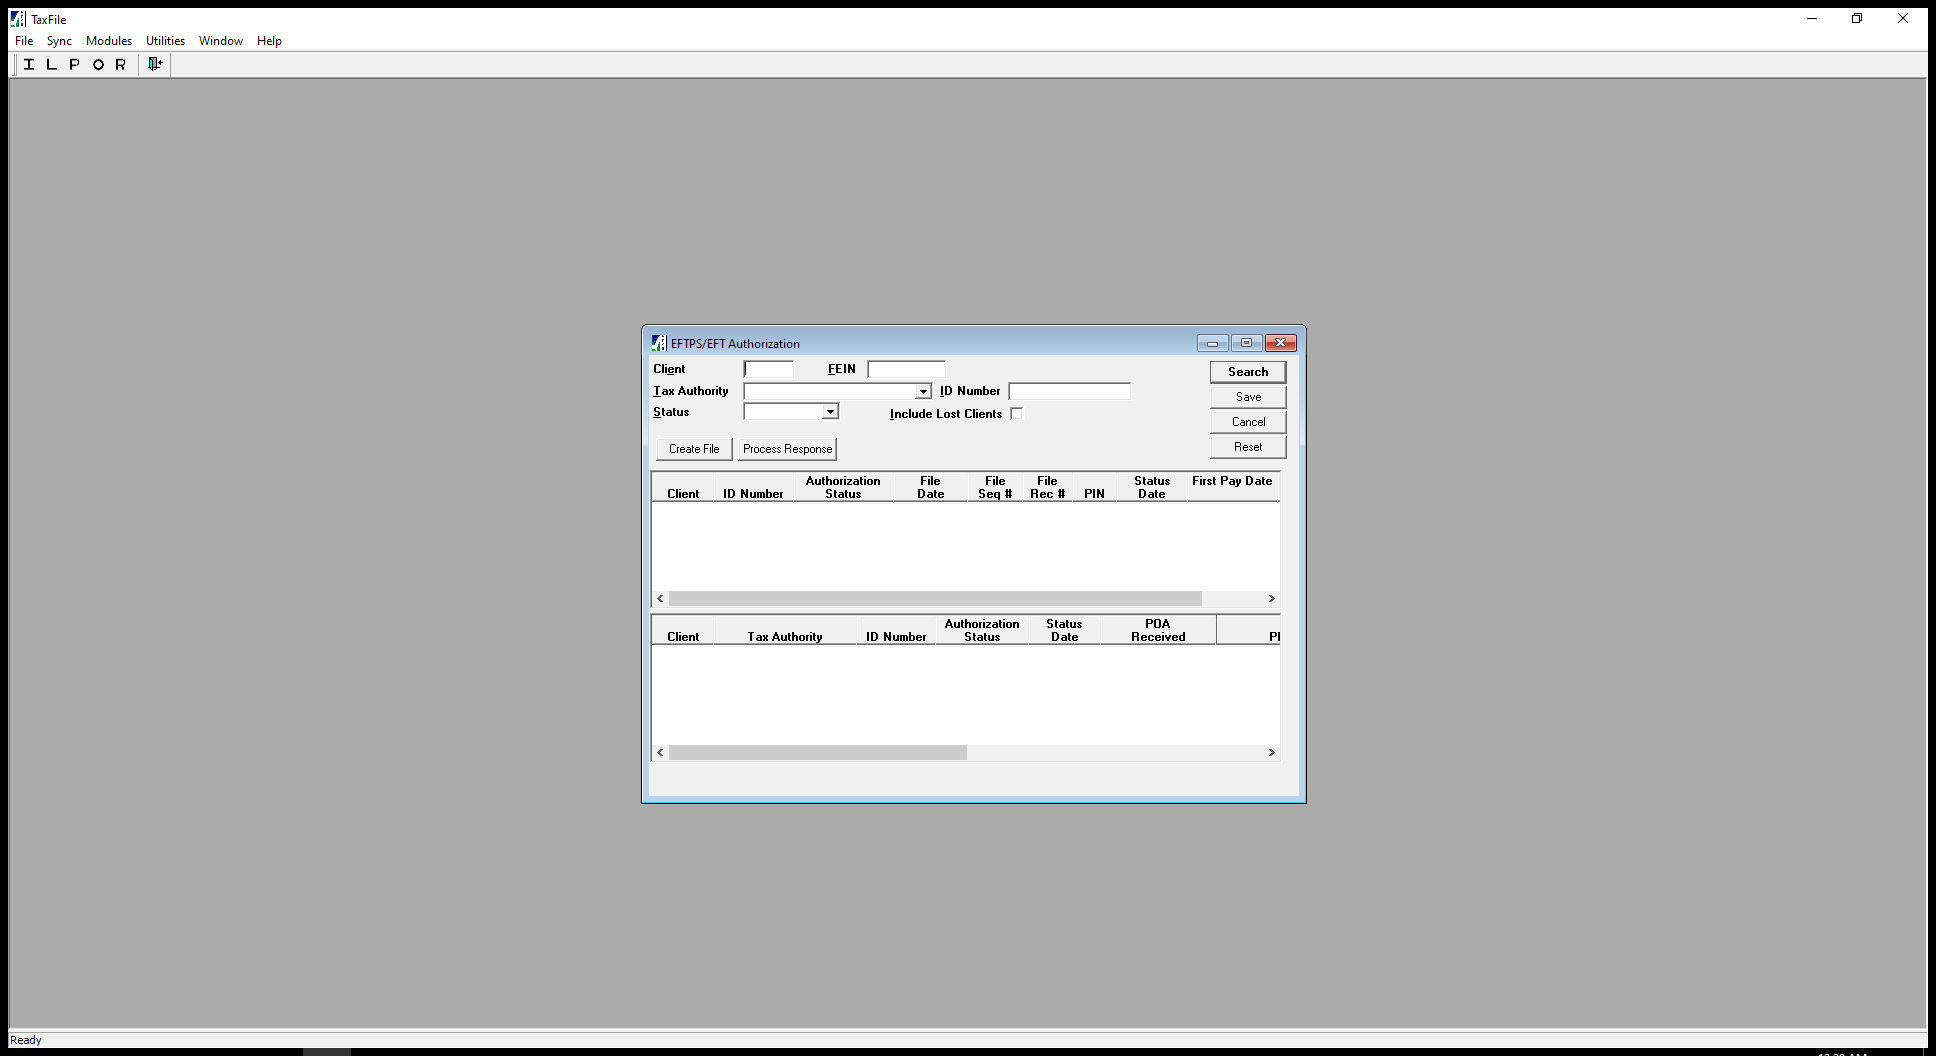 TaxFile
File Sync Modules Utilities Window Help
I L P O R
EFTPS/EFT Authorization
Client FEIN Search
Tax Authority ID Number Save
Status Include Lost Clients Cancel
Create File Process Response Reset
Authorization File File File Status First Pay Date
Client ID Number Status Date Seq # Rec # PIN Date
Authorization Status POA
Client Tax Authority ID Number Status Date Received
Ready